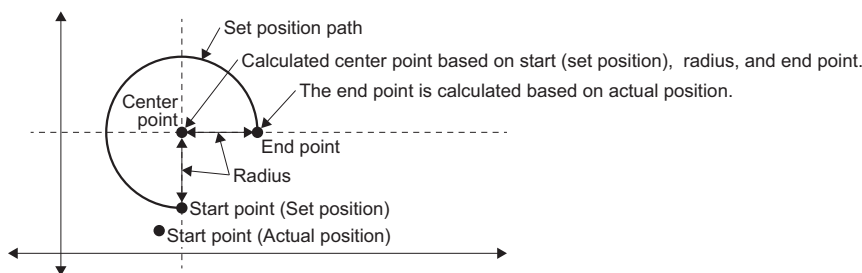 Set position path
Calculated center point based on start (set position), radius, and end point.
The end point is calculated based on actual position.
Center
point
End point
Radius
Start point (Set position)
Start point (Actual position)